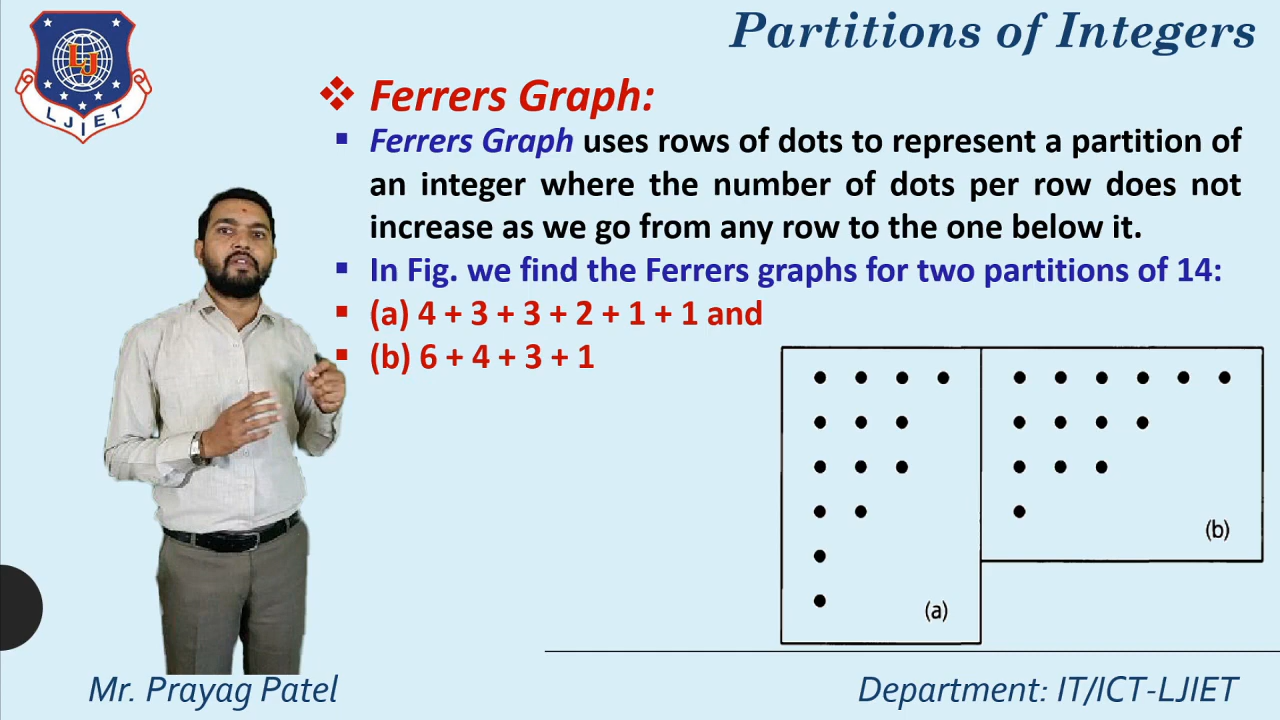 Partitions of Integers
LJ
LJIET
❖ Ferrers Graph:
▪ Ferrers Graph uses rows of dots to represent a partition of
an integer where the number of dots per row does not
increase as we go from any row to the one below it.
▪ In Fig. we find the Ferrers graphs for two partitions of 14:
▪ (a) 4 + 3 + 3 + 2 + 1 + 1 and
▪ (b) 6 + 4 + 3 + 1
(b)
(a)
Mr. Prayag Patel
Department: IT/ICT-LJIET